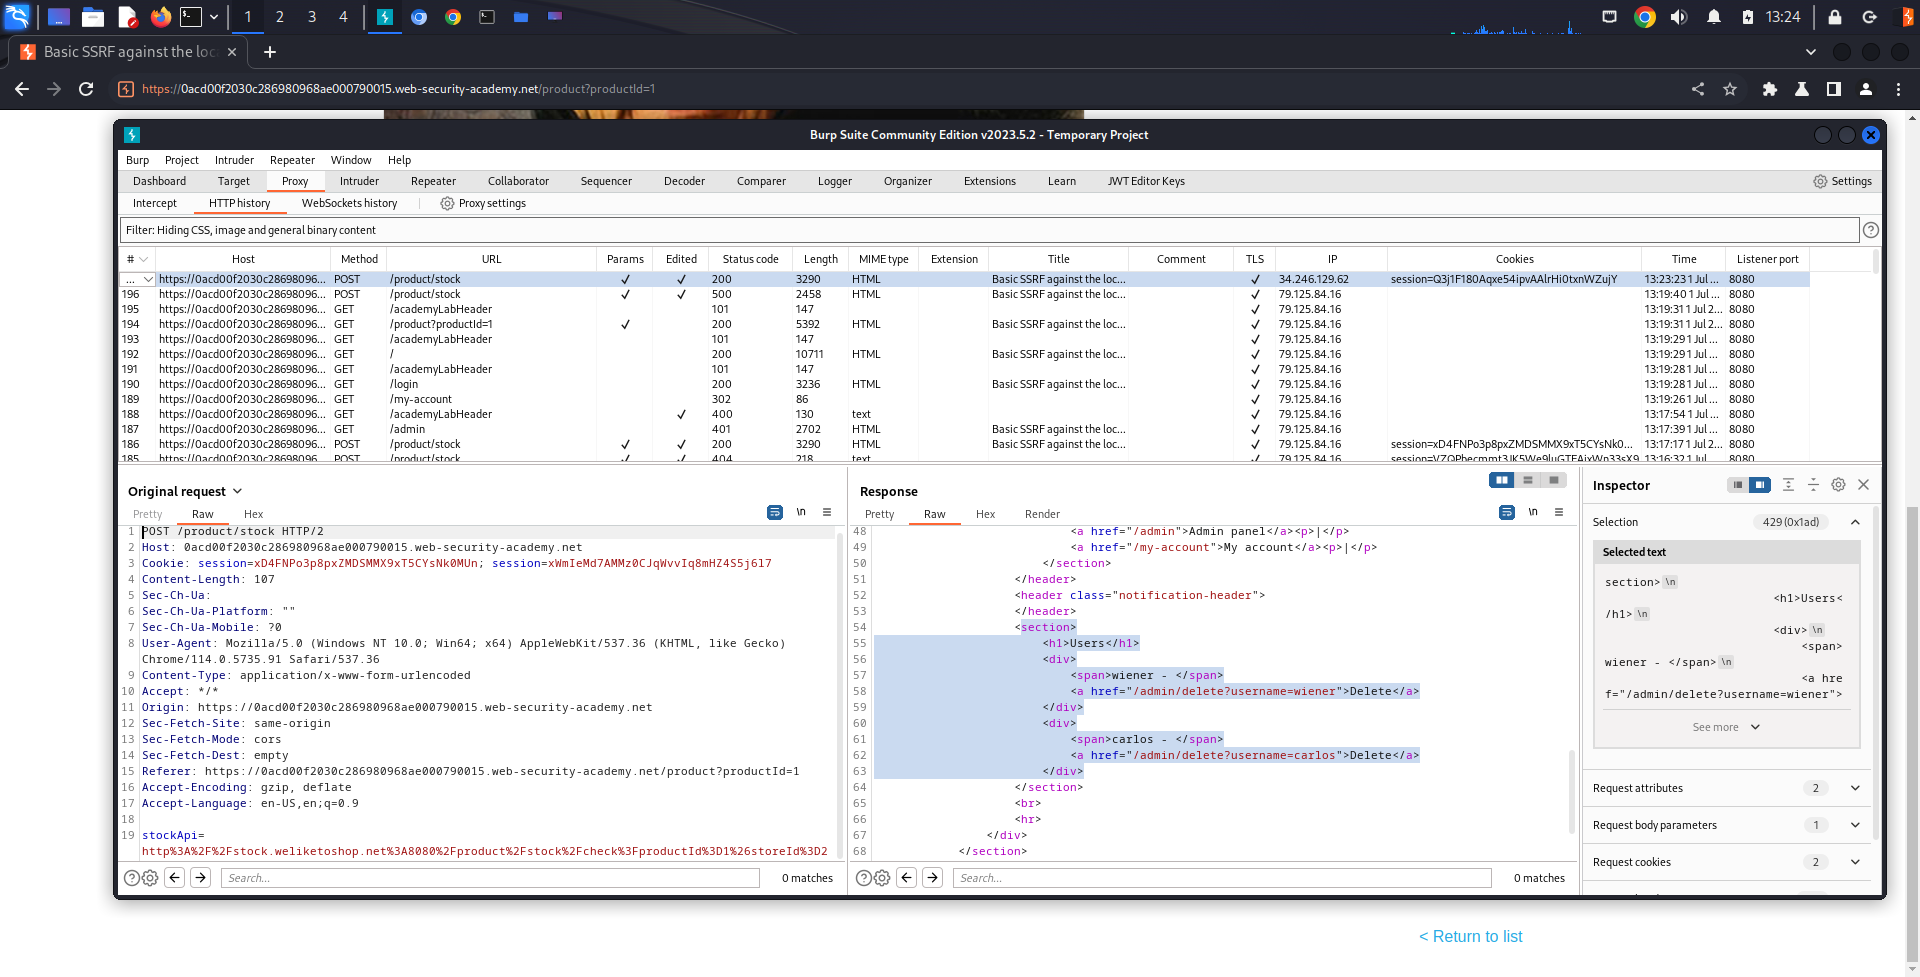 1 2 3 4 13:24
Basic SSRF against the loc
https://0acd00f2030c286980968ae000790015.web-security-academy.net/product?productId=1
Burp Suite Community Edition v2023.5.2 - Temporary Project
Burp Project Intruder Repeater Window Help
Dashboard Target Proxy Intruder Repeater Collaborator Sequencer Decoder Comparer Logger Organizer Extensions Learn JWT Editor Keys Settings
Intercept HTTP history WebSockets history Proxy settings
Filter: Hiding CSS, image and general binary content
# Host Method URL Params Edited Status code Length MIME type Extension Title Comment TLS IP Cookies Time Listener port
... https://0acd00f2030c28698096... POST /product/stock ✓ ✓ 200 3290 HTML Basic SSRF against the loc... ✓ 34.246.129.62 session=Q3j1F180Aqxe54ipvAAlrHi0txnWZujY 13:23:23 1 Jul ... 8080
196 https://0acd00f2030c28698096... POST /product/stock ✓ ✓ 500 2458 HTML Basic SSRF against the loc... ✓ 79.125.84.16 13:19:40 1 Jul ... 8080
195 https://0acd00f2030c28698096... GET /academyLabHeader 101 147 ✓ 79.125.84.16 13:19:31 1 Jul 2... 8080
194 https://0acd00f2030c28698096... GET /product?productId=1 ✓ 200 5392 HTML Basic SSRF against the loc... ✓ 79.125.84.16 13:19:31 1 Jul 2... 8080
193 https://0acd00f2030c28698096... GET /academyLabHeader 101 147 ✓ 79.125.84.16 13:19:29 1 Jul ... 8080
192 https://0acd00f2030c28698096... GET / 200 10711 HTML Basic SSRF against the loc... ✓ 79.125.84.16 13:19:29 1 Jul ... 8080
191 https://0acd00f2030c28698096... GET /academyLabHeader 101 147 ✓ 79.125.84.16 13:19:28 1 Jul ... 8080
190 https://0acd00f2030c28698096... GET /login 200 3236 HTML Basic SSRF against the loc... ✓ 79.125.84.16 13:19:28 1 Jul ... 8080
189 https://0acd00f2030c28698096... GET /my-account 302 86 ✓ 79.125.84.16 13:19:26 1 Jul ... 8080
188 https://0acd00f2030c28698096... GET /academyLabHeader ✓ 400 130 text ✓ 79.125.84.16 13:17:54 1 Jul ... 8080
187 https://0acd00f2030c28698096... GET /admin 401 2702 HTML Basic SSRF against the loc... ✓ 79.125.84.16 13:17:39 1 Jul ... 8080
186 https://0acd00f2030c28698096... POST /product/stock ✓ ✓ 200 3290 HTML Basic SSRF against the loc... ✓ 79.125.84.16 session=xD4FNPo3p8pxZMDSMMX9xT5CYsNk0... 13:17:17 1 Jul 2... 8080
185 https://0acd00f2030c28698096... POST /product/stock ✓ ✓ 404 218 text ✓ 79.125.84.16 13:16:32 1 Jul ... 8080
Original request
Pretty Raw Hex \n
1 POST /product/stock HTTP/2
2 Host: 0acd00f2030c286980968ae000790015.web-security-academy.net
3 Cookie: session=xD4FNPo3p8pxZMDSMMX9xT5CYsNk0MUn; session=xWmIeMd7AMMz0CJqWvvIq8mHZ4S5j6l7
4 Content-Length: 107
5 Sec-Ch-Ua:
6 Sec-Ch-Ua-Platform: ""
7 Sec-Ch-Ua-Mobile: ?0
8 User-Agent: Mozilla/5.0 (Windows NT 10.0; Win64; x64) AppleWebKit/537.36 (KHTML, like Gecko)
Chrome/114.0.5735.91 Safari/537.36
9 Content-Type: application/x-www-form-urlencoded
10 Accept: */*
11 Origin: https://0acd00f2030c286980968ae000790015.web-security-academy.net
12 Sec-Fetch-Site: same-origin
13 Sec-Fetch-Mode: cors
14 Sec-Fetch-Dest: empty
15 Referer: https://0acd00f2030c286980968ae000790015.web-security-academy.net/product?productId=1
16 Accept-Encoding: gzip, deflate
17 Accept-Language: en-US,en;q=0.9
18
19 stockApi=
http%3A%2F%2Fstock.weliketoshop.net%3A8080%2Fproduct%2Fstock%2Fcheck%3FproductId%3D1%26storeId%3D2
Search... 0 matches
Response
Pretty Raw Hex Render \n
48 <a href="/admin">Admin panel</a><p>|</p>
49 <a href="/my-account">My account</a><p>|</p>
50 </section>
51 </header>
52 <header class="notification-header">
53 </header>
54 <section>
55 <h1>Users</h1>
56 <div>
57 <span>wiener - </span>
58 <a href="/admin/delete?username=wiener">Delete</a>
59 </div>
60 <div>
61 <span>carlos - </span>
62 <a href="/admin/delete?username=carlos">Delete</a>
63 </div>
64 </section>
65 <br>
66 <hr>
67 </div>
68 </section>
Search... 0 matches
Inspector
Selection 429 (0x1ad)
Selected text
section> \n
<h1>Users<
/h1> \n
<div> \n
<span>
wiener - </span> \n
<a hre
f="/admin/delete?username=wiener">
See more
Request attributes 2
Request body parameters 1
Request cookies 2
< Return to list